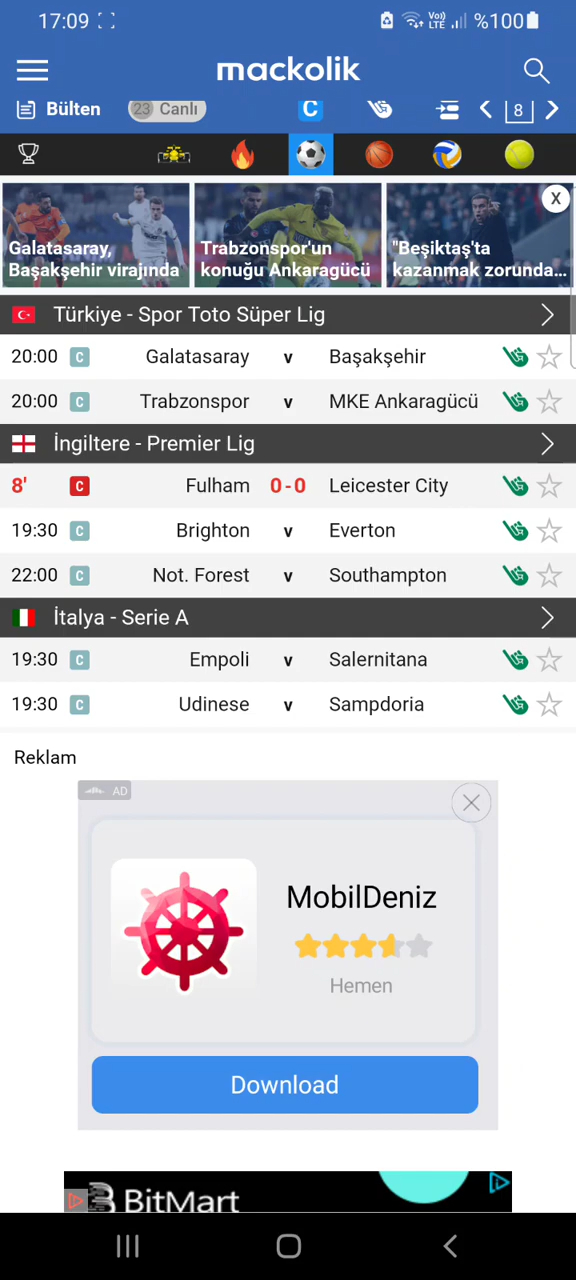 17:09 Vo)) LTE %100
mackolik
Bülten 23 Canlı C 8
Galatasaray, Başakşehir virajında
Trabzonspor'un konuğu Ankaragücü
"Beşiktaş'ta kazanmak zorunda...
X
Türkiye - Spor Toto Süper Lig
20:00 C Galatasaray v Başakşehir
20:00 C Trabzonspor v MKE Ankaragücü
İngiltere - Premier Lig
8' C Fulham 0-0 Leicester City
19:30 C Brighton v Everton
22:00 C Not. Forest v Southampton
İtalya - Serie A
19:30 C Empoli v Salernitana
19:30 C Udinese v Sampdoria
Reklam
AD
MobilDeniz
Hemen
Download
BitMart